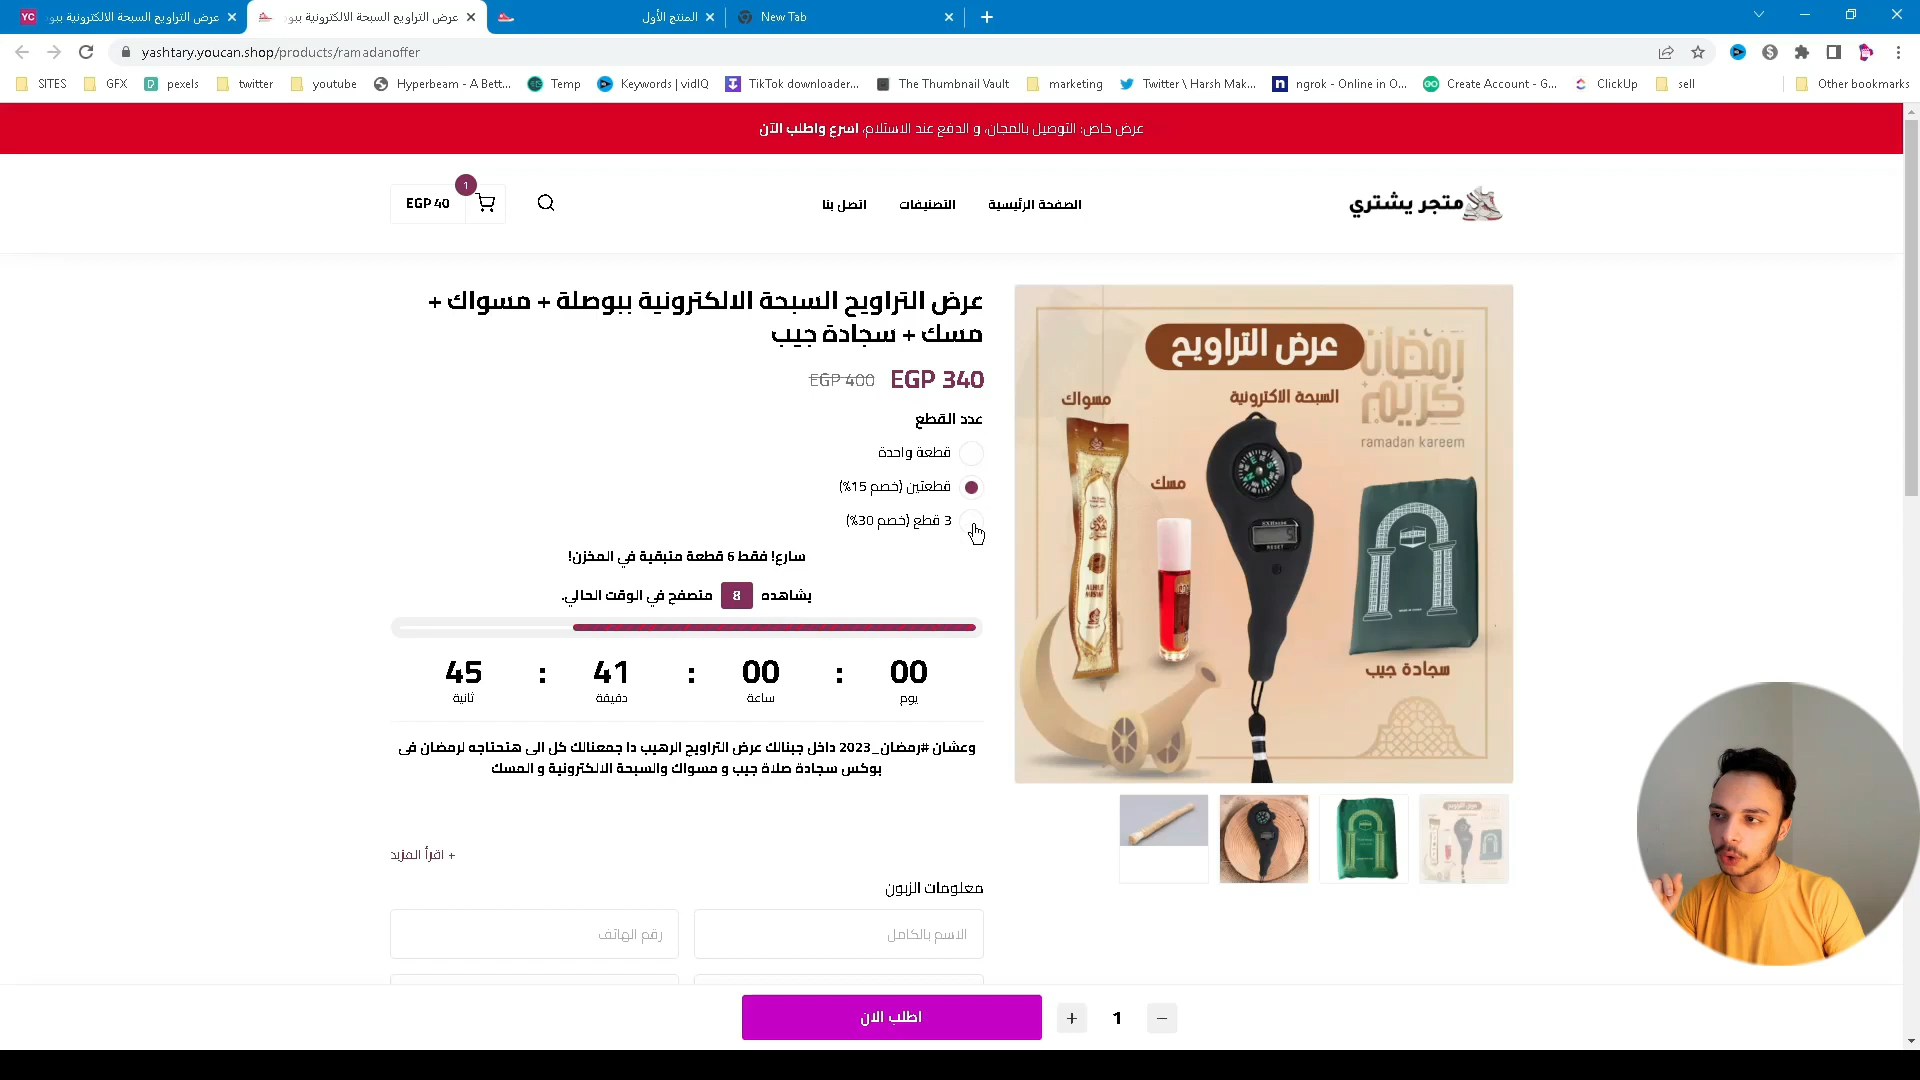 عرض التراويح السبحة الالكترونية ببو
عرض التراويح السبحة الالكترونية ببو
المنتج الأول
New Tab
yashtary.youcan.shop/products/ramadanoffer
SITES
GFX
pexels
twitter
youtube
Hyperbeam - A Bett...
Temp
Keywords | vidIQ
TikTok downloader...
The Thumbnail Vault
marketing
Twitter \ Harsh Mak...
ngrok - Online in O...
Create Account - G...
ClickUp
sell
Other bookmarks
عرض خاص: التوصيل بالمجان، و الدفع عند الاستلام، اسرع واطلب الآن
متجر يشتري
الصفحة الرئيسية
التصنيفات
اتصل بنا
1
EGP 40
عرض التراويح السبحة الالكترونية ببوصلة + مسواك +
مسك + سجادة جيب
EGP 340 EGP 400
عدد القطع
قطعة واحدة
قطعتين (خصم 15%)
3 قطع (خصم 30%)
سارع! فقط 6 قطعة متبقية في المخزن!
يشاهده 8 متصفح في الوقت الحالي.
45 : 41 : 00 : 00
ثانية دقيقة ساعة يوم
وعشان #رمضان_2023 داخل جبنالك عرض التراويح الرهيب دا جمعنالك كل الى هتحتاجه لرمضان فى
بوكس سجادة صلاة جيب و مسواك والسبحة الالكترونية و المسك
+ اقرأ المزيد
معلومات الزبون
الاسم بالكامل
رقم الهاتف
اطلب الان
+ 1 −
عرض التراويح
رمضان كريم
ramadan kareem
السبحة الاكترونية
مسواك
مسك
سجادة جيب
RESET